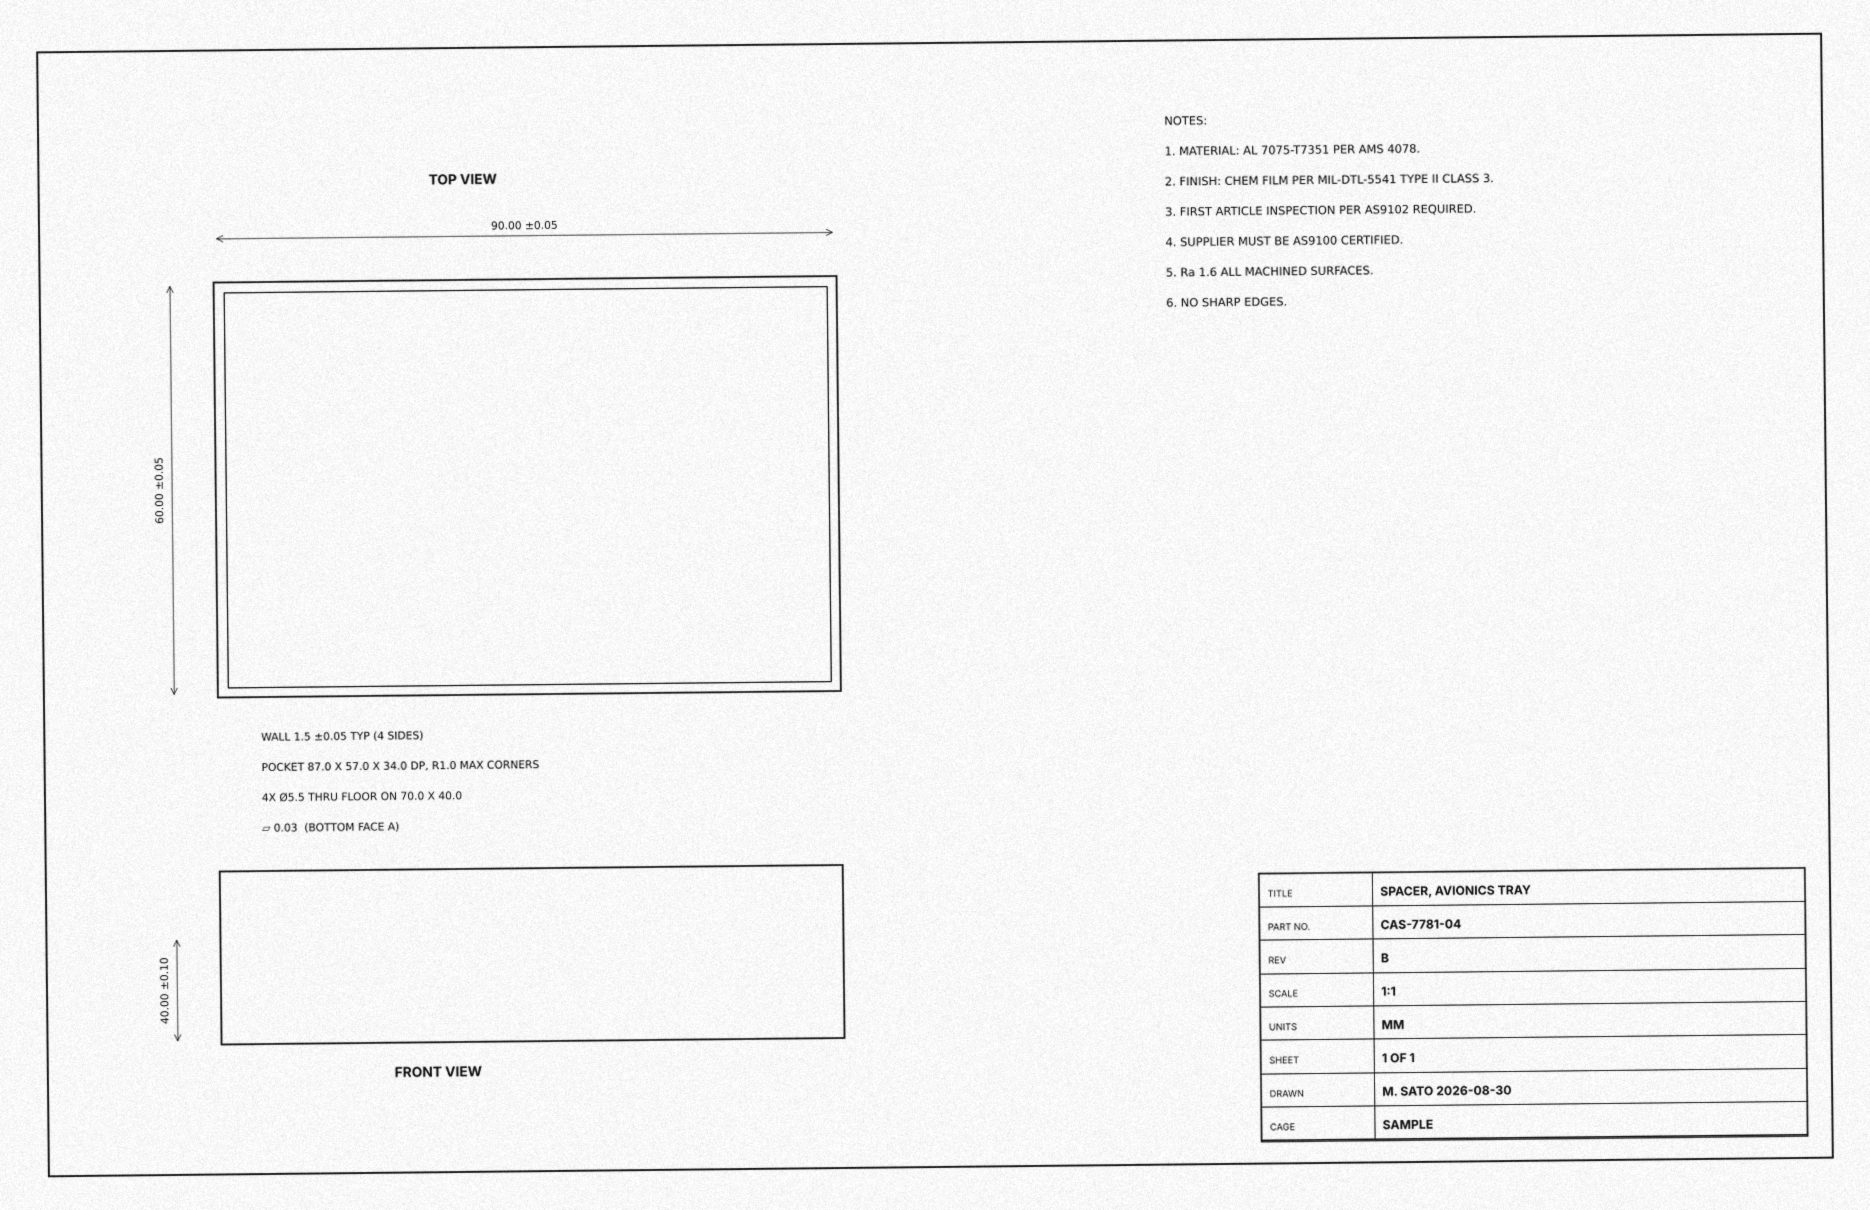 TOP VIEW
90.00 ±0.05
60.00 ±0.05
WALL 1.5 ±0.05 TYP (4 SIDES)
POCKET 87.0 X 57.0 X 34.0 DP, R1.0 MAX CORNERS
4X Ø5.5 THRU FLOOR ON 70.0 X 40.0
⏥ 0.03 (BOTTOM FACE A)
40.00 ±0.10
FRONT VIEW
NOTES:
1. MATERIAL: AL 7075-T7351 PER AMS 4078.
2. FINISH: CHEM FILM PER MIL-DTL-5541 TYPE II CLASS 3.
3. FIRST ARTICLE INSPECTION PER AS9102 REQUIRED.
4. SUPPLIER MUST BE AS9100 CERTIFIED.
5. Ra 1.6 ALL MACHINED SURFACES.
6. NO SHARP EDGES.
TITLE SPACER, AVIONICS TRAY
PART NO. CAS-7781-04
REV B
SCALE 1:1
UNITS MM
SHEET 1 OF 1
DRAWN M. SATO 2026-08-30
CAGE SAMPLE